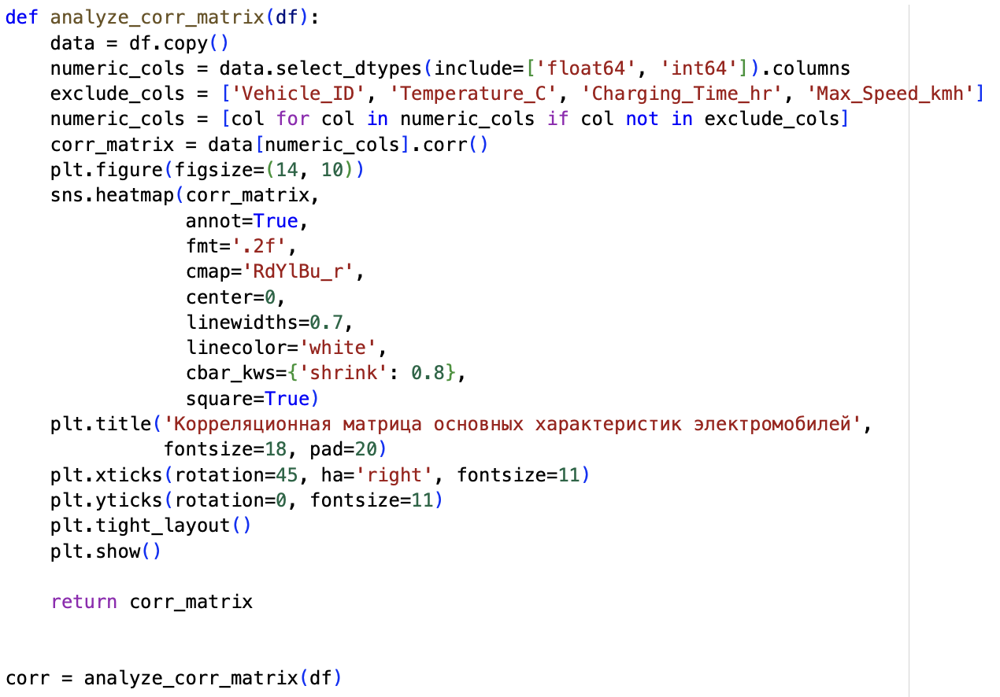 def analyze_corr_matrix(df):
    data = df.copy()
    numeric_cols = data.select_dtypes(include=['float64', 'int64']).columns
    exclude_cols = ['Vehicle_ID', 'Temperature_C', 'Charging_Time_hr', 'Max_Speed_kmh']
    numeric_cols = [col for col in numeric_cols if col not in exclude_cols]
    corr_matrix = data[numeric_cols].corr()
    plt.figure(figsize=(14, 10))
    sns.heatmap(corr_matrix,
                annot=True,
                fmt='.2f',
                cmap='RdYlBu_r',
                center=0,
                linewidths=0.7,
                linecolor='white',
                cbar_kws={'shrink': 0.8},
                square=True)
    plt.title('Корреляционная матрица основных характеристик электромобилей',
              fontsize=18, pad=20)
    plt.xticks(rotation=45, ha='right', fontsize=11)
    plt.yticks(rotation=0, fontsize=11)
    plt.tight_layout()
    plt.show()

    return corr_matrix


corr = analyze_corr_matrix(df)